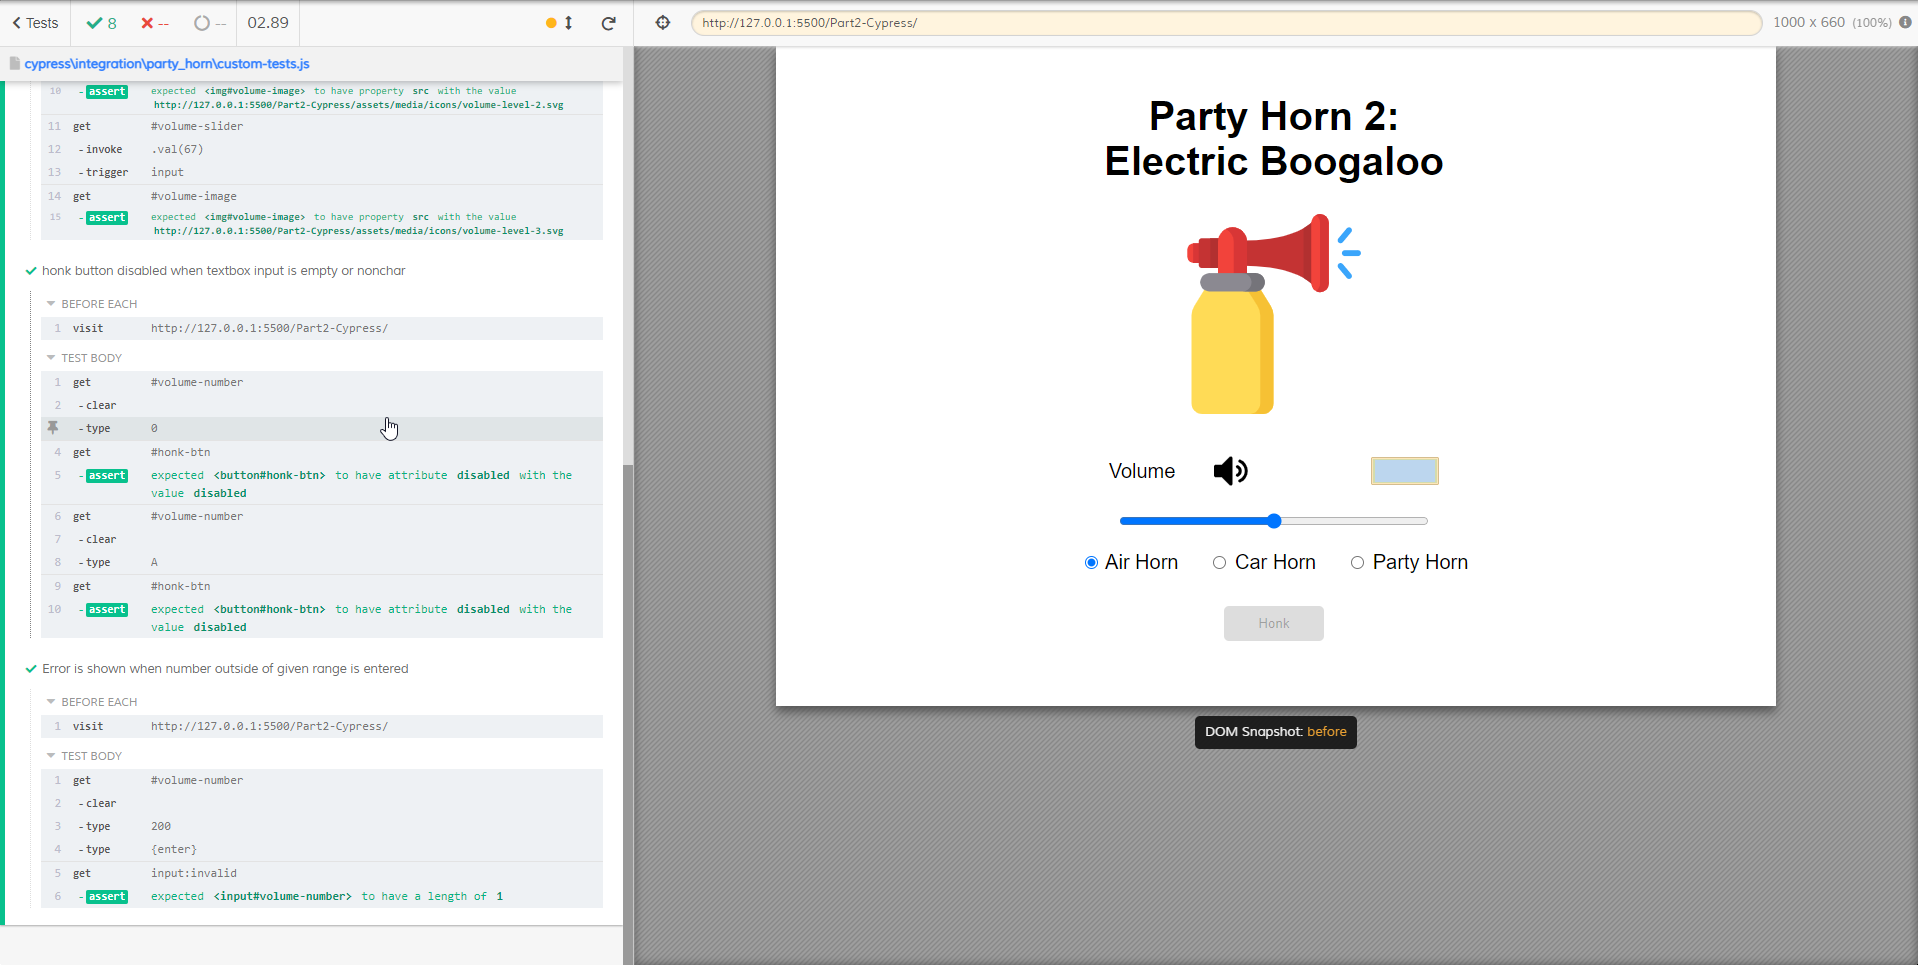 Tests 8 -- -- 02.89
http://127.0.0.1:5500/Part2-Cypress/ 1000 x 660 (100%)
cypress\integration\party_horn\custom-tests.js
10 -assert expected <img#volume-image> to have property src with the value
http://127.0.0.1:5500/Part2-Cypress/assets/media/icons/volume-level-2.svg
11 get #volume-slider
12 -invoke .val(67)
13 -trigger input
14 get #volume-image
15 -assert expected <img#volume-image> to have property src with the value
http://127.0.0.1:5500/Part2-Cypress/assets/media/icons/volume-level-3.svg
honk button disabled when textbox input is empty or nonchar
BEFORE EACH
1 visit http://127.0.0.1:5500/Part2-Cypress/
TEST BODY
1 get #volume-number
2 -clear
-type 0
4 get #honk-btn
5 -assert expected <button#honk-btn> to have attribute disabled with the
value disabled
6 get #volume-number
7 -clear
8 -type A
9 get #honk-btn
10 -assert expected <button#honk-btn> to have attribute disabled with the
value disabled
Error is shown when number outside of given range is entered
BEFORE EACH
1 visit http://127.0.0.1:5500/Part2-Cypress/
TEST BODY
1 get #volume-number
2 -clear
3 -type 200
4 -type {enter}
5 get input:invalid
6 -assert expected <input#volume-number> to have a length of 1
Party Horn 2:
Electric Boogaloo
Volume
Air Horn Car Horn Party Horn
Honk
DOM Snapshot: before